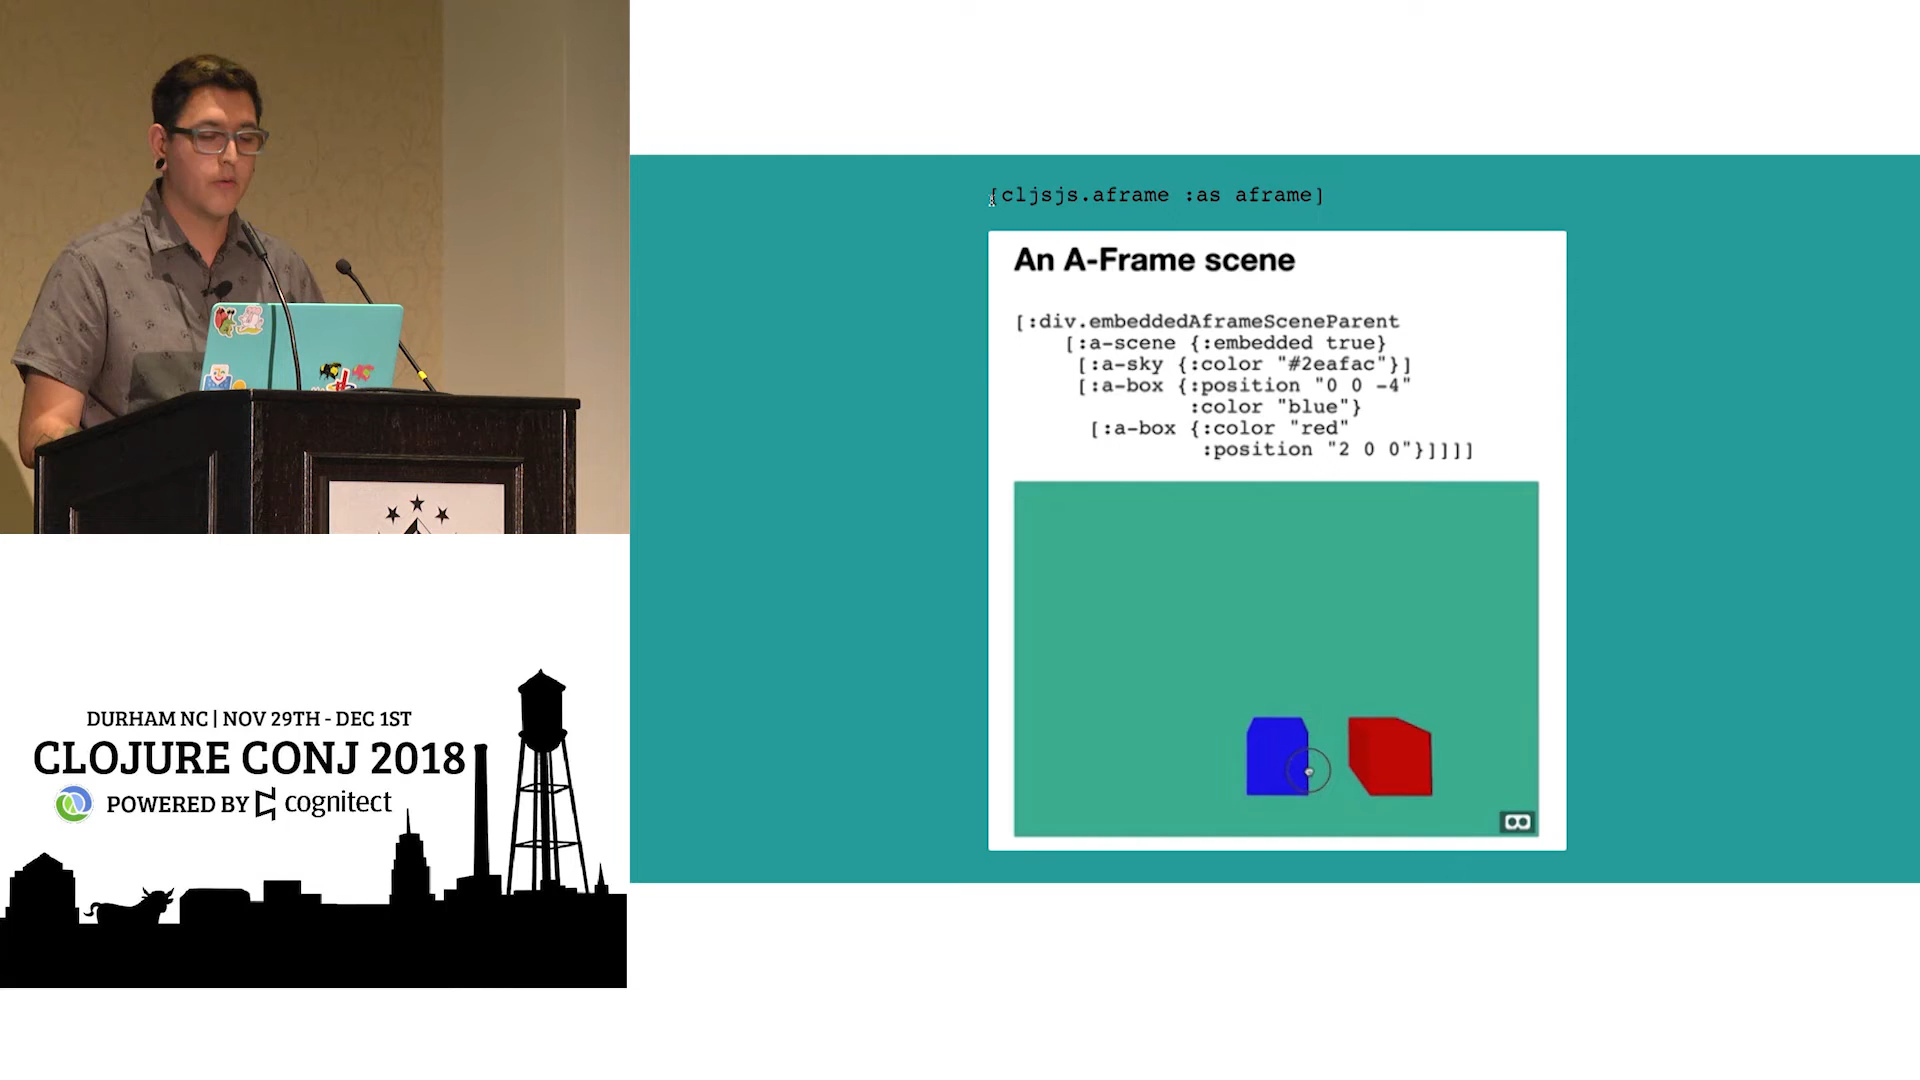 [cljsjs.aframe :as aframe]
An A-Frame scene
[:div.embeddedAframeSceneParent
[:a-scene {:embedded true}
[:a-sky {:color "#2eafac"}]
[:a-box {:position "0 0 -4"
:color "blue"}
[:a-box {:color "red"
:position "2 0 0"}]]]]
DURHAM NC | NOV 29TH - DEC 1ST
CLOJURE CONJ 2018
POWERED BY cognitect